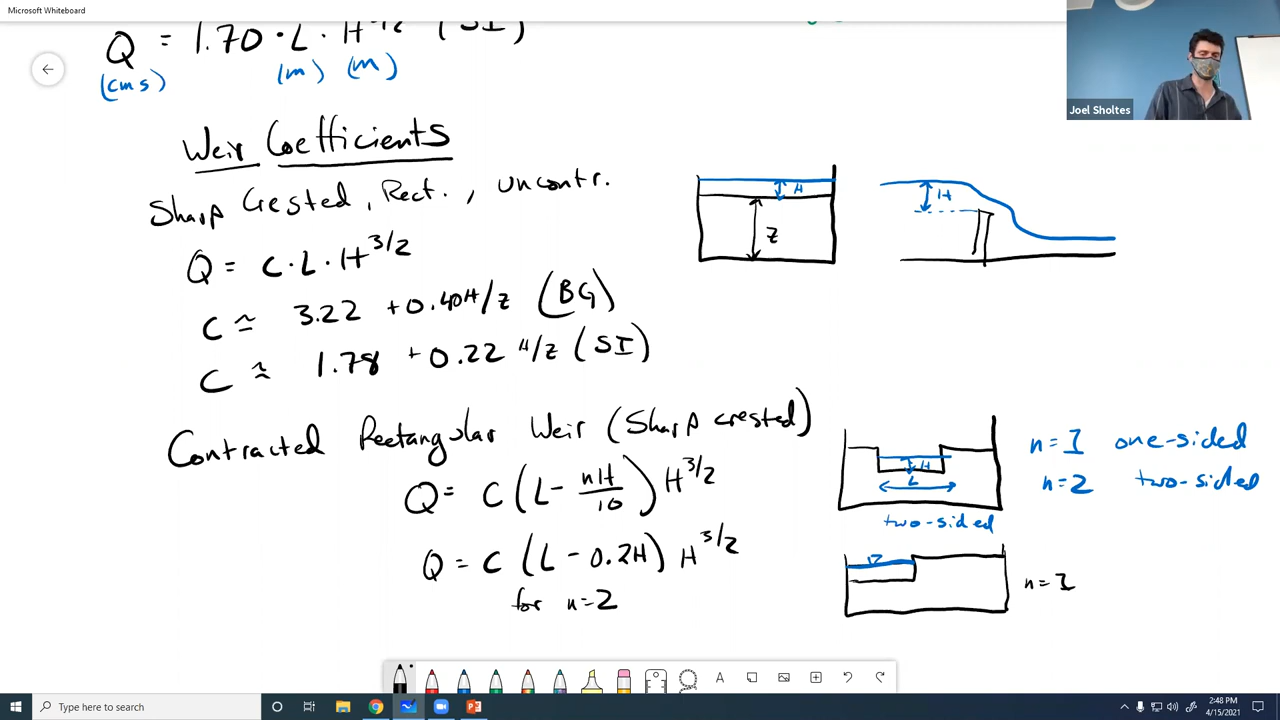 Microsoft Whiteboard
Q = 1.70 · L · H (SI)
(cms) (m) (m)
Joel Sholtes
Weir Coefficients
Sharp Crested, Rect., uncontr.
Q = C · L · H^3/2
C ≅ 3.22 + 0.40 H/Z (BG)
C ≈ 1.78 + 0.22 H/Z (SI)
H
Z
H
Contracted Rectangular Weir (Sharp crested)
Q = C (L - nH/10) H^3/2
Q = C (L - 0.2H) H^3/2
for n=2
H
L
two-sided
n=1 one-sided
n=2 two-sided
n=1
Type here to search
2:48 PM
4/15/2021